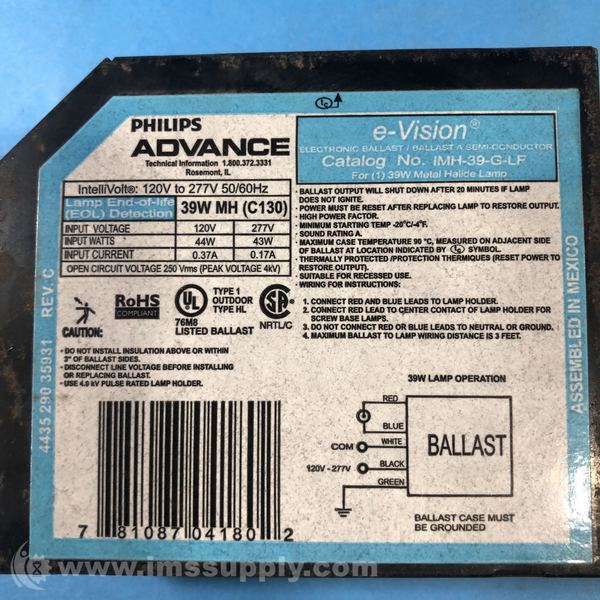 PHILIPS
ADVANCE
Technical Information 1.800.372.3331
Rosemont, IL
e-Vision®
ELECTRONIC BALLAST / BALLAST A SEMI-CONDUCTOR
Catalog No. IMH-39-G-LF
For (1) 39W Metal Halide Lamp
IntelliVolt®: 120V to 277V 50/60Hz
Lamp End-of-life
(EOL) Detection 39W MH (C130)
INPUT VOLTAGE 120V 277V
INPUT WATTS 44W 43W
INPUT CURRENT 0.37A 0.17A
OPEN CIRCUIT VOLTAGE 250 Vrms (PEAK VOLTAGE 4kV)
· BALLAST OUTPUT WILL SHUT DOWN AFTER 20 MINUTES IF LAMP
DOES NOT IGNITE.
· POWER MUST BE RESET AFTER REPLACING LAMP TO RESTORE OUTPUT.
· HIGH POWER FACTOR.
· MINIMUM STARTING TEMP -20°C/-4°F.
· SOUND RATING A.
· MAXIMUM CASE TEMPERATURE 90 °C, MEASURED ON ADJACENT SIDE
OF BALLAST AT LOCATION INDICATED BY tc SYMBOL.
· THERMALLY PROTECTED /PROTECTION THERMIQUES (RESET POWER TO
RESTORE OUTPUT).
· SUITABLE FOR RECESSED USE.
· WIRING FOR INSTRUCTIONS:
1. CONNECT RED AND BLUE LEADS TO LAMP HOLDER.
2. CONNECT RED LEAD TO CENTER CONTACT OF LAMP HOLDER FOR
SCREW BASE LAMPS.
3. DO NOT CONNECT RED OR BLUE LEADS TO NEUTRAL OR GROUND.
4. MAXIMUM BALLAST TO LAMP WIRING DISTANCE IS 3 FEET.
CAUTION:
RoHS
COMPLIANT
UL
TYPE 1
OUTDOOR
TYPE HL
76M8
LISTED BALLAST
SA
NRTL/C
· DO NOT INSTALL INSULATION ABOVE OR WITHIN
3" OF BALLAST SIDES.
· DISCONNECT LINE VOLTAGE BEFORE INSTALLING
OR REPLACING BALLAST.
· USE 4.0 kV PULSE RATED LAMP HOLDER.
4435 290 35931 REV. C
ASSEMBLED IN MEXICO
39W LAMP OPERATION
RED
BLUE
COM WHITE
120V - 277V BLACK
GREEN
BALLAST
BALLAST CASE MUST
BE GROUNDED
7 81087 04180 2
www.imssupply.com